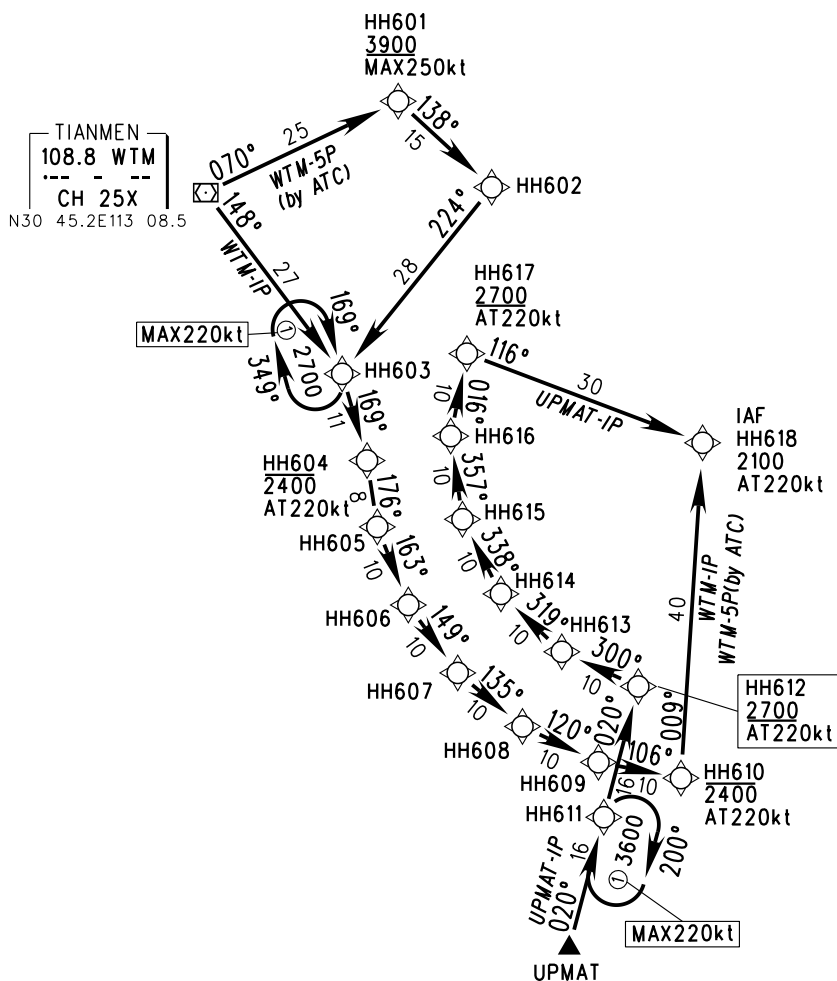 HH601
3900
MAX250kt
TIANMEN
108.8 WTM
·-- - --
CH 25X
N30 45.2E113 08.5
070°
25
WTM-5P
(by ATC)
138°
15
HH602
148°
WTM-1P
27
224°
28
HH617
2700
AT220kt
MAX220kt
1
2700
169°
349°
HH603
116°
30
UPMAT-1P
IAF
HH618
2100
AT220kt
169°
11
016°
10
HH616
HH604
2400
AT220kt
176°
8
357°
10
HH615
HH605
163°
10
338°
10
HH614
HH606
149°
10
319°
10
HH613
WTM-1P
WTM-5P(by ATC)
40
HH607
135°
10
300°
10
HH612
2700
AT220kt
HH608
120°
10
020°
16
009°
HH609
106°
10
HH610
2400
AT220kt
HH611
UPMAT-1P
020°
16
1
3600
200°
MAX220kt
UPMAT